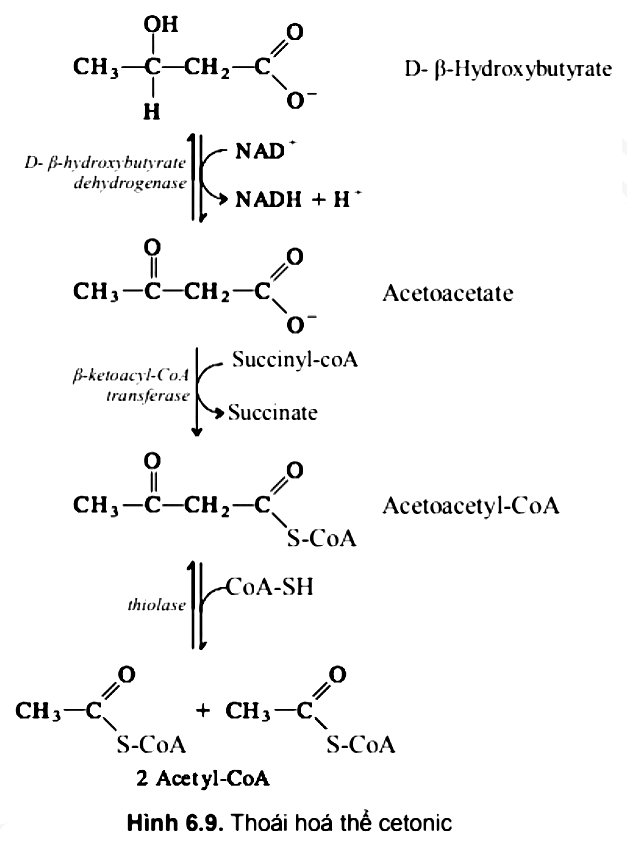 OH
O
CH₃—C—CH₂—C
O⁻
H
D- β-Hydroxybutyrate
D- β-hydroxybutyrate
dehydrogenase
NAD⁺
NADH + H⁺
O
O
CH₃—C—CH₂—C
O⁻
Acetoacetate
β-ketoacyl-CoA
transferase
Succinyl-coA
Succinate
O
O
CH₃—C—CH₂—C
S-CoA
Acetoacetyl-CoA
thiolase
CoA-SH
O
O
CH₃—C + CH₃—C
S-CoA
S-CoA
2 Acetyl-CoA
Hình 6.9. Thoái hoá thể cetonic